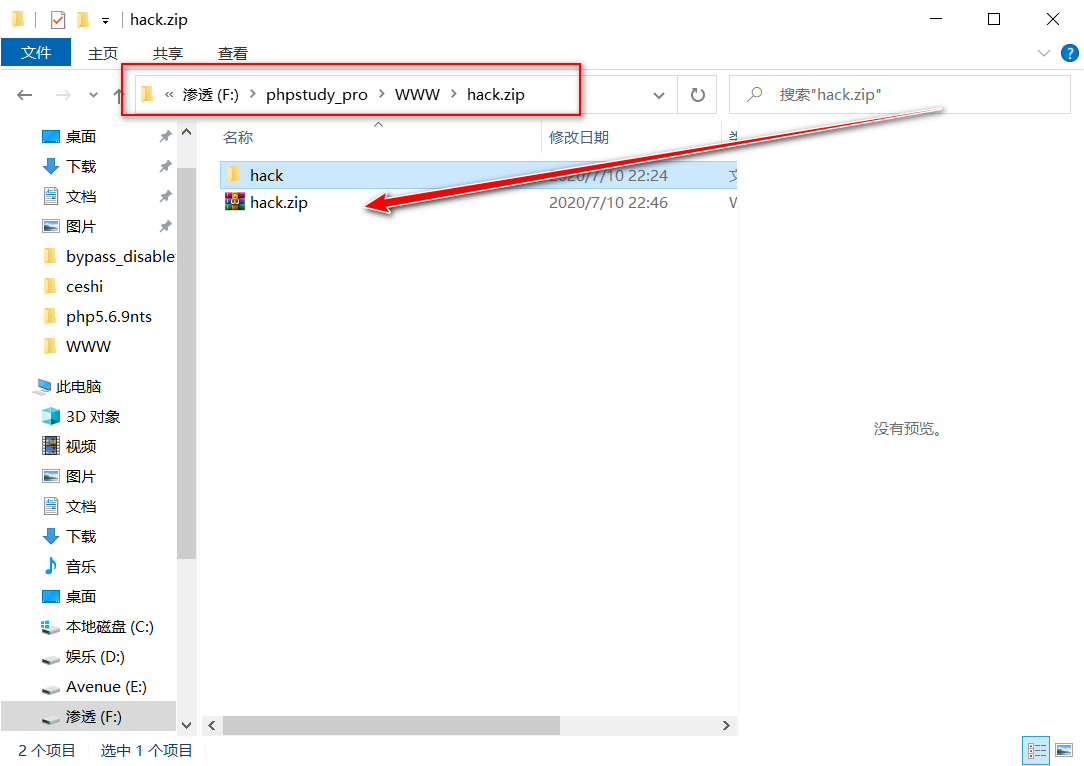 hack.zip
文件 主页 共享 查看
« 渗透 (F:) phpstudy_pro WWW hack.zip 搜索"hack.zip"
名称 修改日期
hack 2020/7/10 22:24
hack.zip 2020/7/10 22:46
桌面
下载
文档
图片
bypass_disable
ceshi
php5.6.9nts
WWW
此电脑
3D 对象
视频
图片
文档
下载
音乐
桌面
本地磁盘 (C:)
娱乐 (D:)
Avenue (E:)
渗透 (F:)
没有预览。
2 个项目 选中 1 个项目